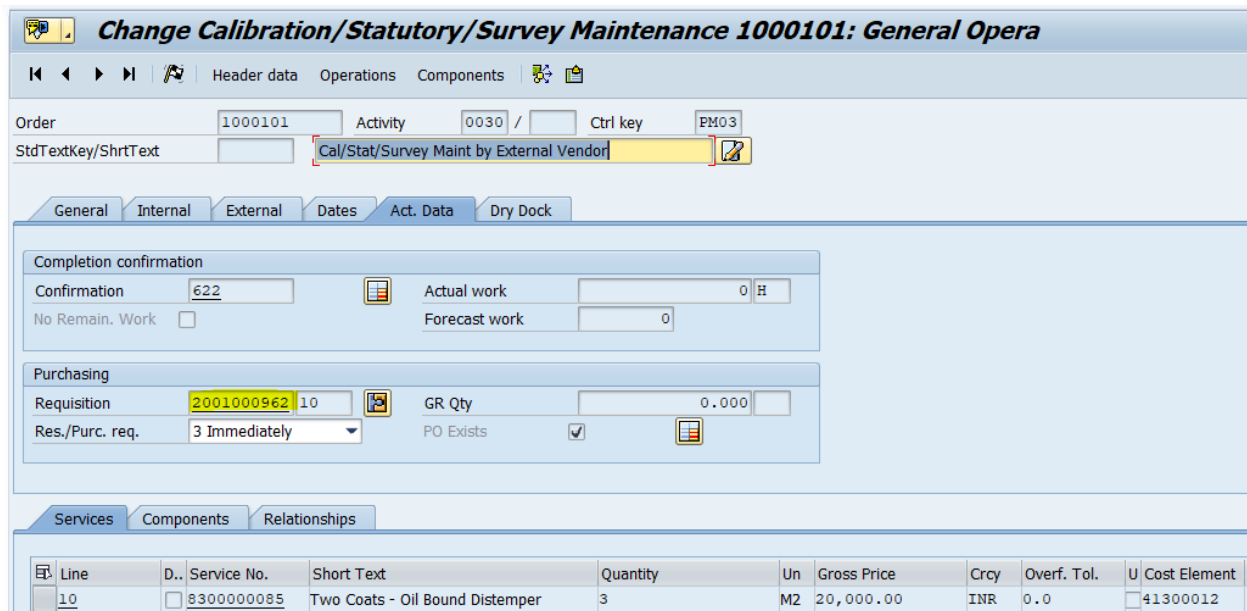 Change Calibration/Statutory/Survey Maintenance 1000101: General Opera
Header data Operations Components
Order 1000101 Activity 0030 / Ctrl key PM03
StdTextKey/ShrtText Cal/Stat/Survey Maint by External Vendor
General Internal External Dates Act. Data Dry Dock
Completion confirmation
Confirmation 622 Actual work 0 H
No Remain. Work Forecast work 0
Purchasing
Requisition 2001000962 10 GR Qty 0.000
Res./Purc. req. 3 Immediately PO Exists
Services Components Relationships
Line D.. Service No. Short Text Quantity Un Gross Price Crcy Overf. Tol. U Cost Element
10 8300000085 Two Coats - Oil Bound Distemper 3 M2 20,000.00 INR 0.0 41300012